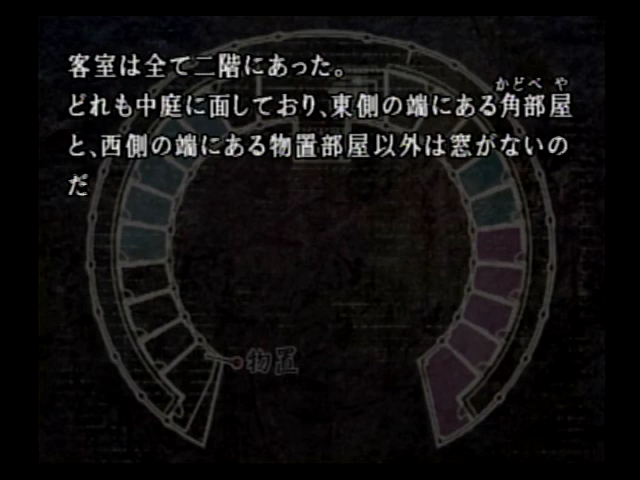 客室は全て二階にあった。
かどべや
どれも中庭に面しており、東側の端にある角部屋
と、西側の端にある物置部屋以外は窓がないの
だ
物置